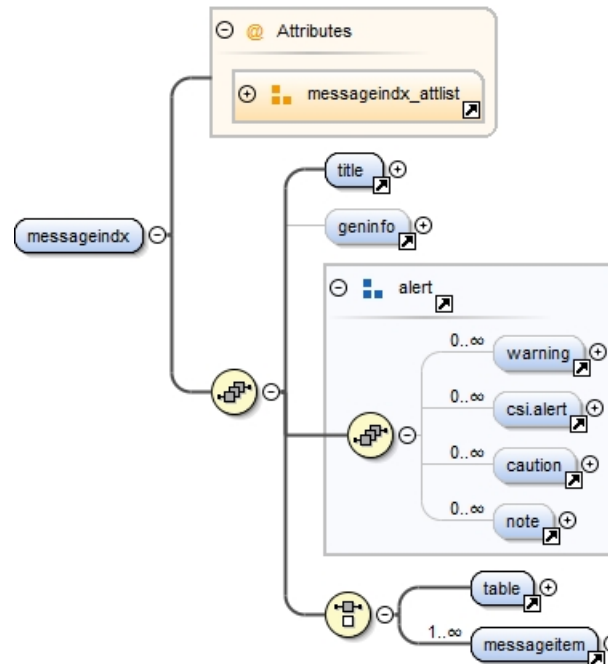 Attributes
messageindx_attlist
title
messageindx
geninfo
alert
0..∞
warning
0..∞
csi.alert
0..∞
caution
0..∞
note
table
1..∞
messageitem